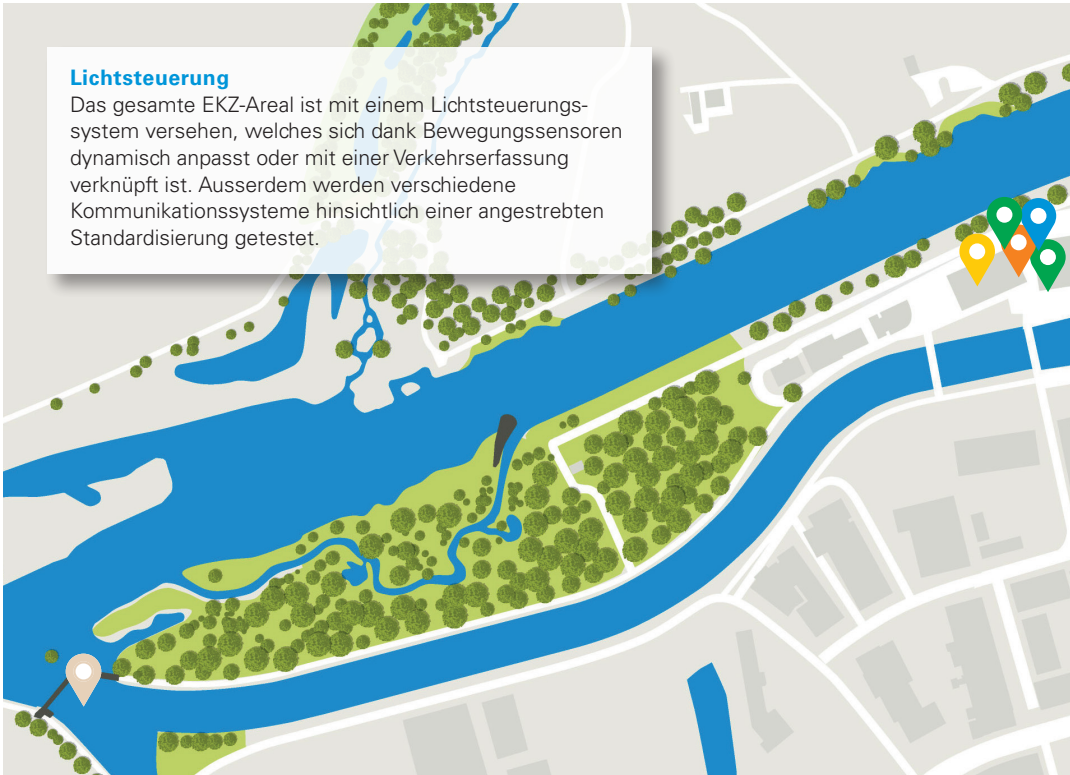 Lichtsteuerung
Das gesamte EKZ-Areal ist mit einem Lichtsteuerungs-
system versehen, welches sich dank Bewegungssensoren
dynamisch anpasst oder mit einer Verkehrserfassung
verknüpft ist. Ausserdem werden verschiedene
Kommunikationssysteme hinsichtlich einer angestrebten
Standardisierung getestet.